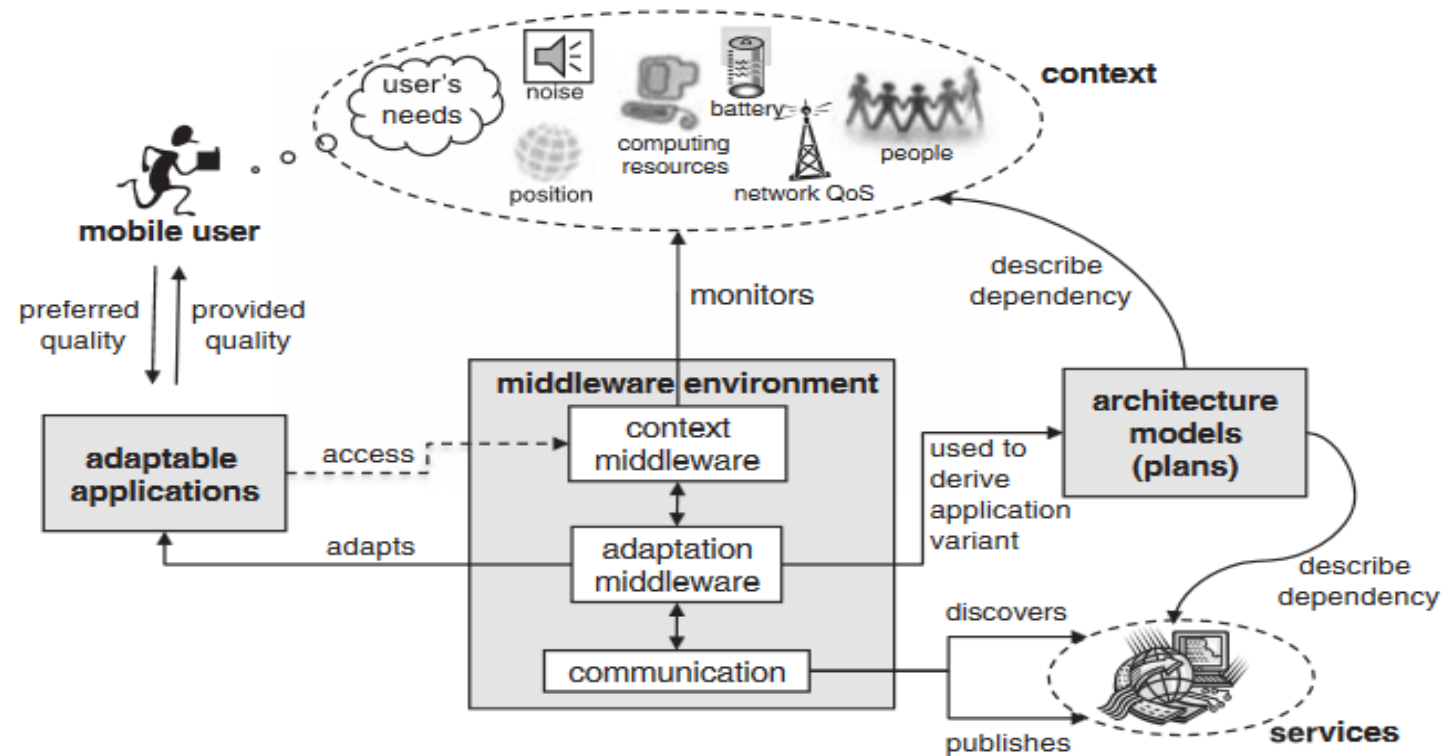 user's
needs
noise
position
computing
resources
battery
network QoS
people
context
mobile user
preferred
quality
provided
quality
monitors
describe
dependency
middleware environment
context
middleware
adaptable
applications
access
adapts
adaptation
middleware
communication
used to
derive
application
variant
architecture
models
(plans)
describe
dependency
discovers
publishes
services